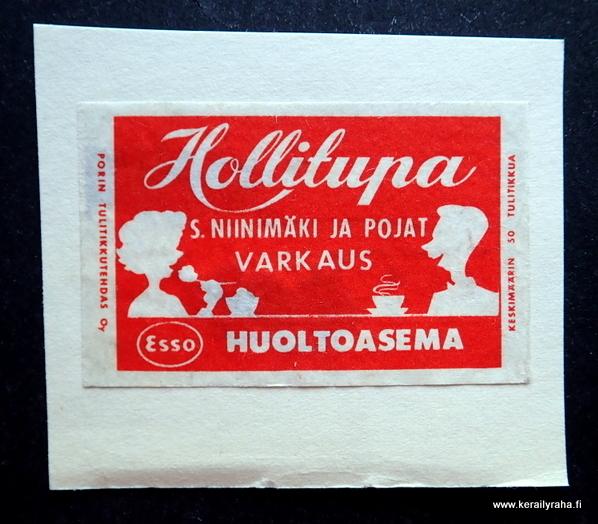 Hollitupa
S. NIINIMÄKI JA POJAT
VARKAUS
Esso HUOLTOASEMA
PORIN TULITIKKUTEHDAS Oy
KESKIMÄÄRIN 50 TULITIKKUA
www.kerailyraha.fi